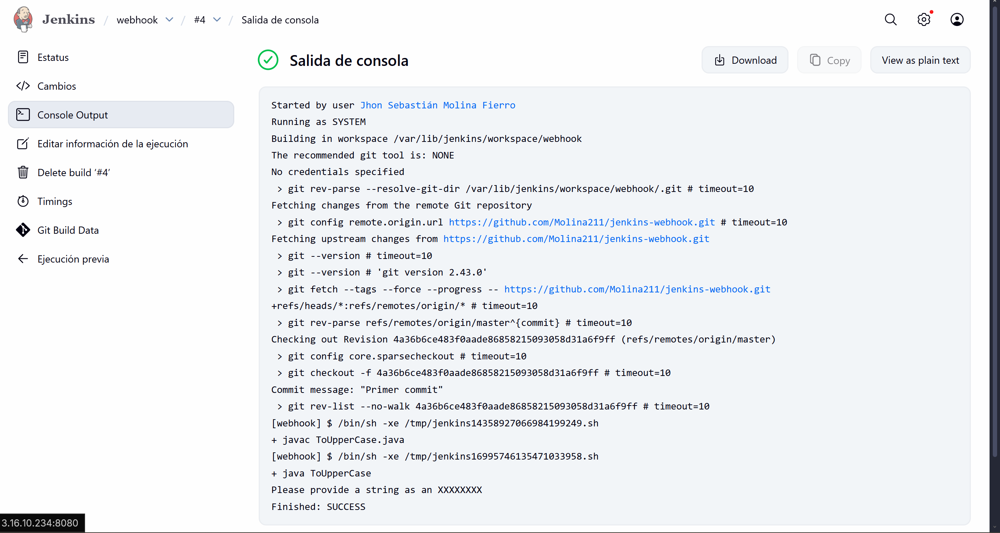 Jenkins / webhook / #4 / Salida de consola
Estatus
Cambios
Console Output
Editar información de la ejecución
Delete build ‘#4’
Timings
Git Build Data
Ejecución previa
Salida de consola
Download
Copy
View as plain text
Started by user Jhon Sebastián Molina Fierro
Running as SYSTEM
Building in workspace /var/lib/jenkins/workspace/webhook
The recommended git tool is: NONE
No credentials specified
 > git rev-parse --resolve-git-dir /var/lib/jenkins/workspace/webhook/.git # timeout=10
Fetching changes from the remote Git repository
 > git config remote.origin.url https://github.com/Molina211/jenkins-webhook.git # timeout=10
Fetching upstream changes from https://github.com/Molina211/jenkins-webhook.git
 > git --version # timeout=10
 > git --version # 'git version 2.43.0'
 > git fetch --tags --force --progress -- https://github.com/Molina211/jenkins-webhook.git
+refs/heads/*:refs/remotes/origin/* # timeout=10
 > git rev-parse refs/remotes/origin/master^{commit} # timeout=10
Checking out Revision 4a36b6ce483f0aade86858215093058d31a6f9ff (refs/remotes/origin/master)
 > git config core.sparsecheckout # timeout=10
 > git checkout -f 4a36b6ce483f0aade86858215093058d31a6f9ff # timeout=10
Commit message: "Primer commit"
 > git rev-list --no-walk 4a36b6ce483f0aade86858215093058d31a6f9ff # timeout=10
[webhook] $ /bin/sh -xe /tmp/jenkins14358927066984199249.sh
+ javac ToUpperCase.java
[webhook] $ /bin/sh -xe /tmp/jenkins16995746135471033958.sh
+ java ToUpperCase
Please provide a string as an XXXXXXXX
Finished: SUCCESS
3.16.10.234:8080